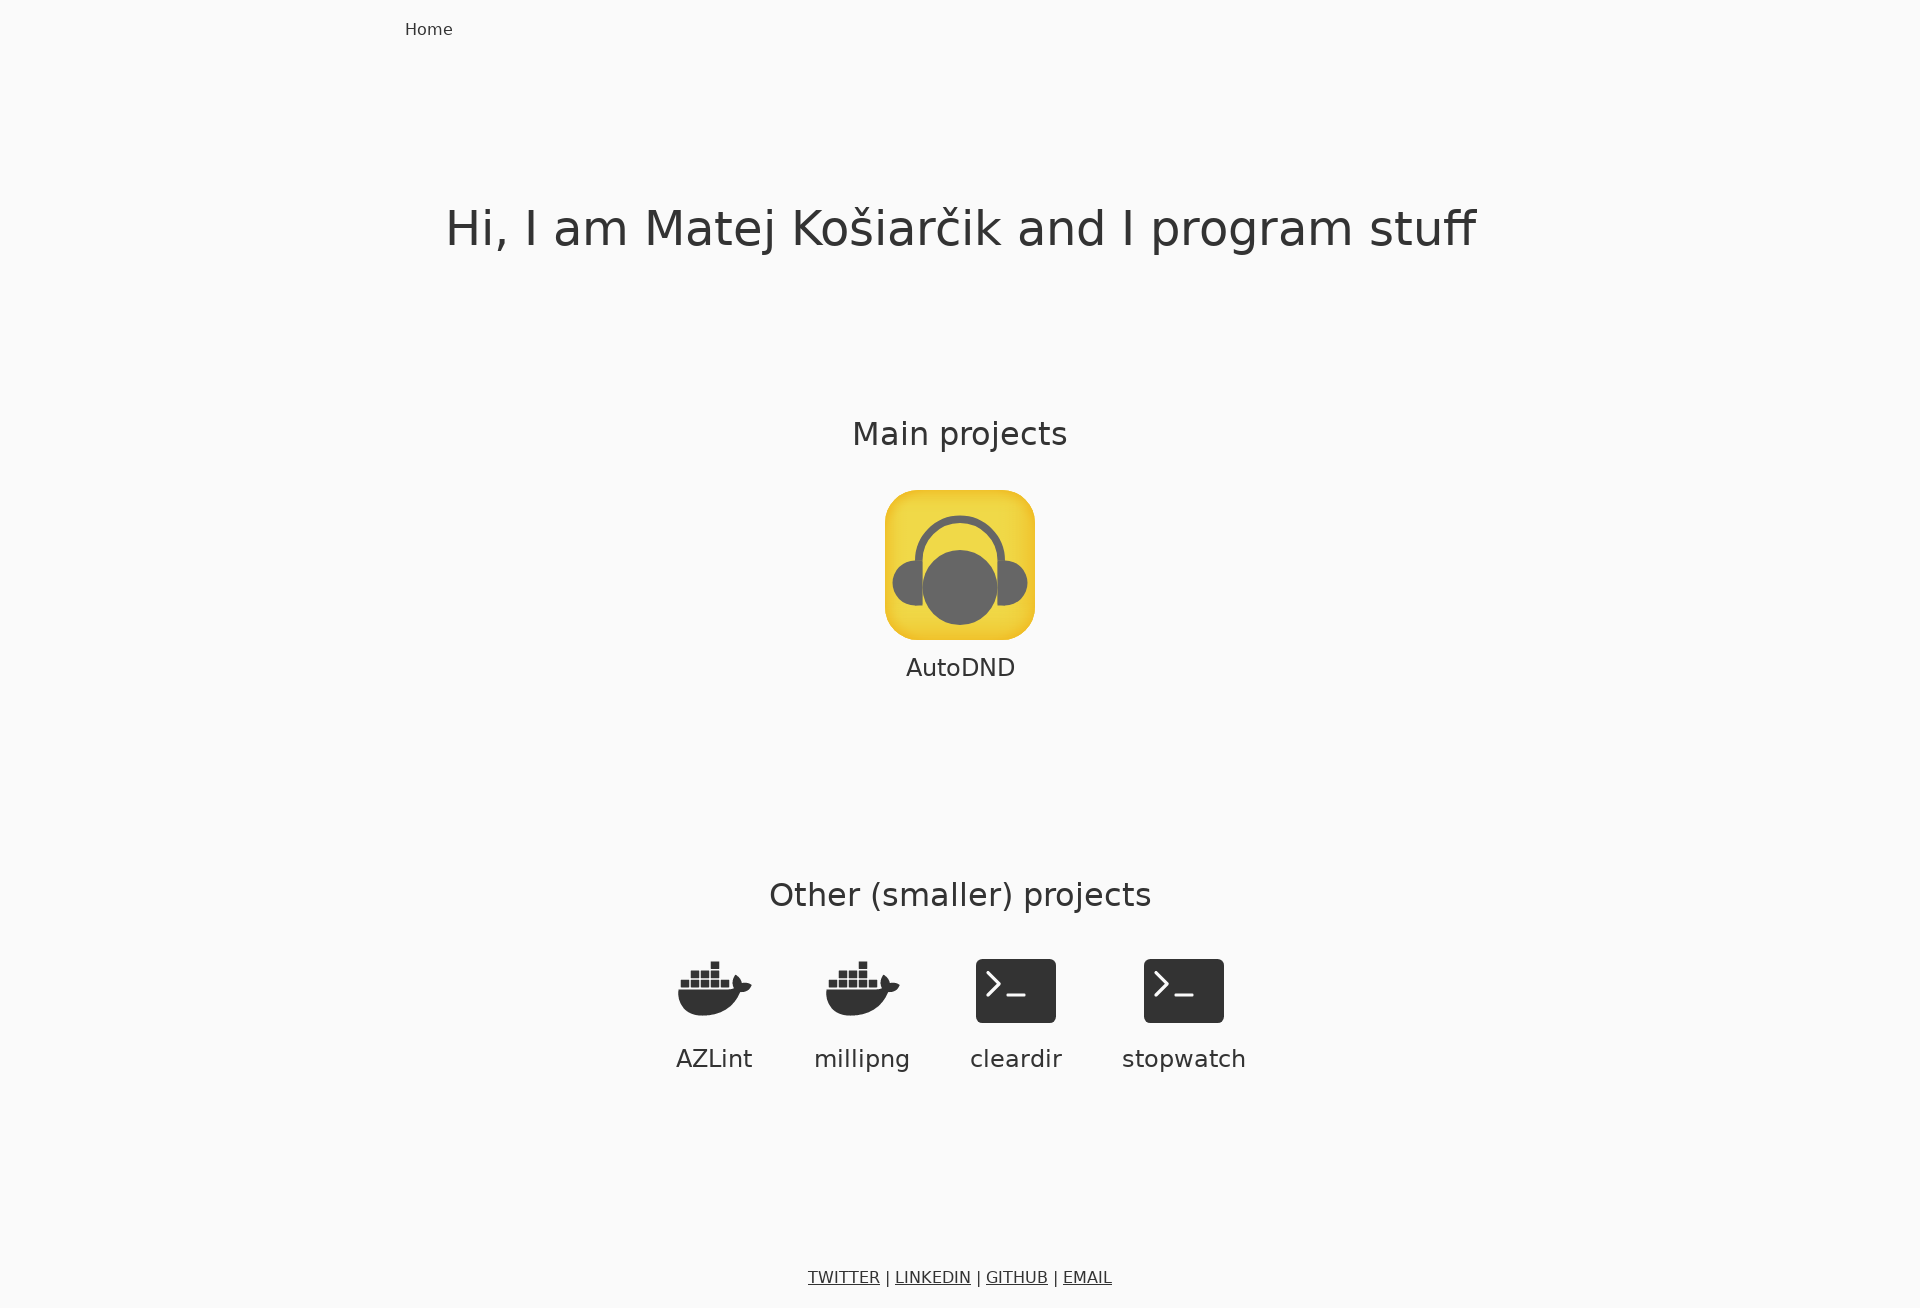 Home
Hi, I am Matej Košiarčik and I program stuff
Main projects
AutoDND
Other (smaller) projects
AZLint
millipng
cleardir
stopwatch
TWITTER | LINKEDIN | GITHUB | EMAIL